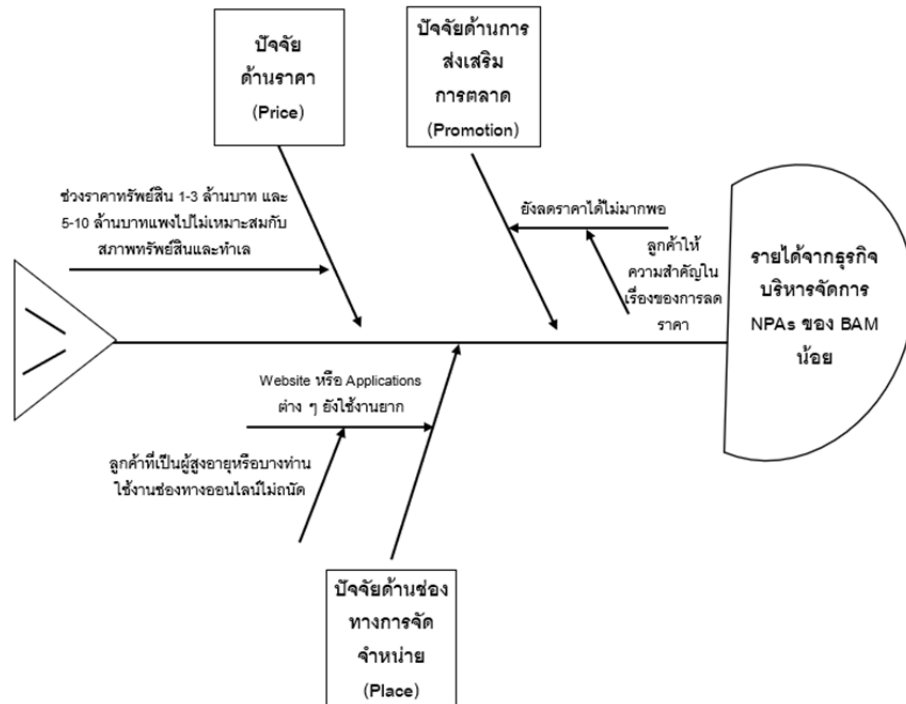 ปัจจัย
ด้านราคา
(Price)
ปัจจัยด้านการ
ส่งเสริม
การตลาด
(Promotion)
ช่วงราคาทรัพย์สิน 1-3 ล้านบาท และ
5-10 ล้านบาทแพงไปไม่เหมาะสมกับ
สภาพทรัพย์สินและทำเล
ยังลดราคาได้ไม่มากพอ
ลูกค้าให้
ความสำคัญใน
เรื่องของการลด
ราคา
รายได้จากธุรกิจ
บริหารจัดการ
NPAs ของ BAM
น้อย
Website หรือ Applications
ต่าง ๆ ยังใช้งานยาก
ลูกค้าที่เป็นผู้สูงอายุหรือบางท่าน
ใช้งานช่องทางออนไลน์ไม่ถนัด
ปัจจัยด้านช่อง
ทางการจัด
จำหน่าย
(Place)